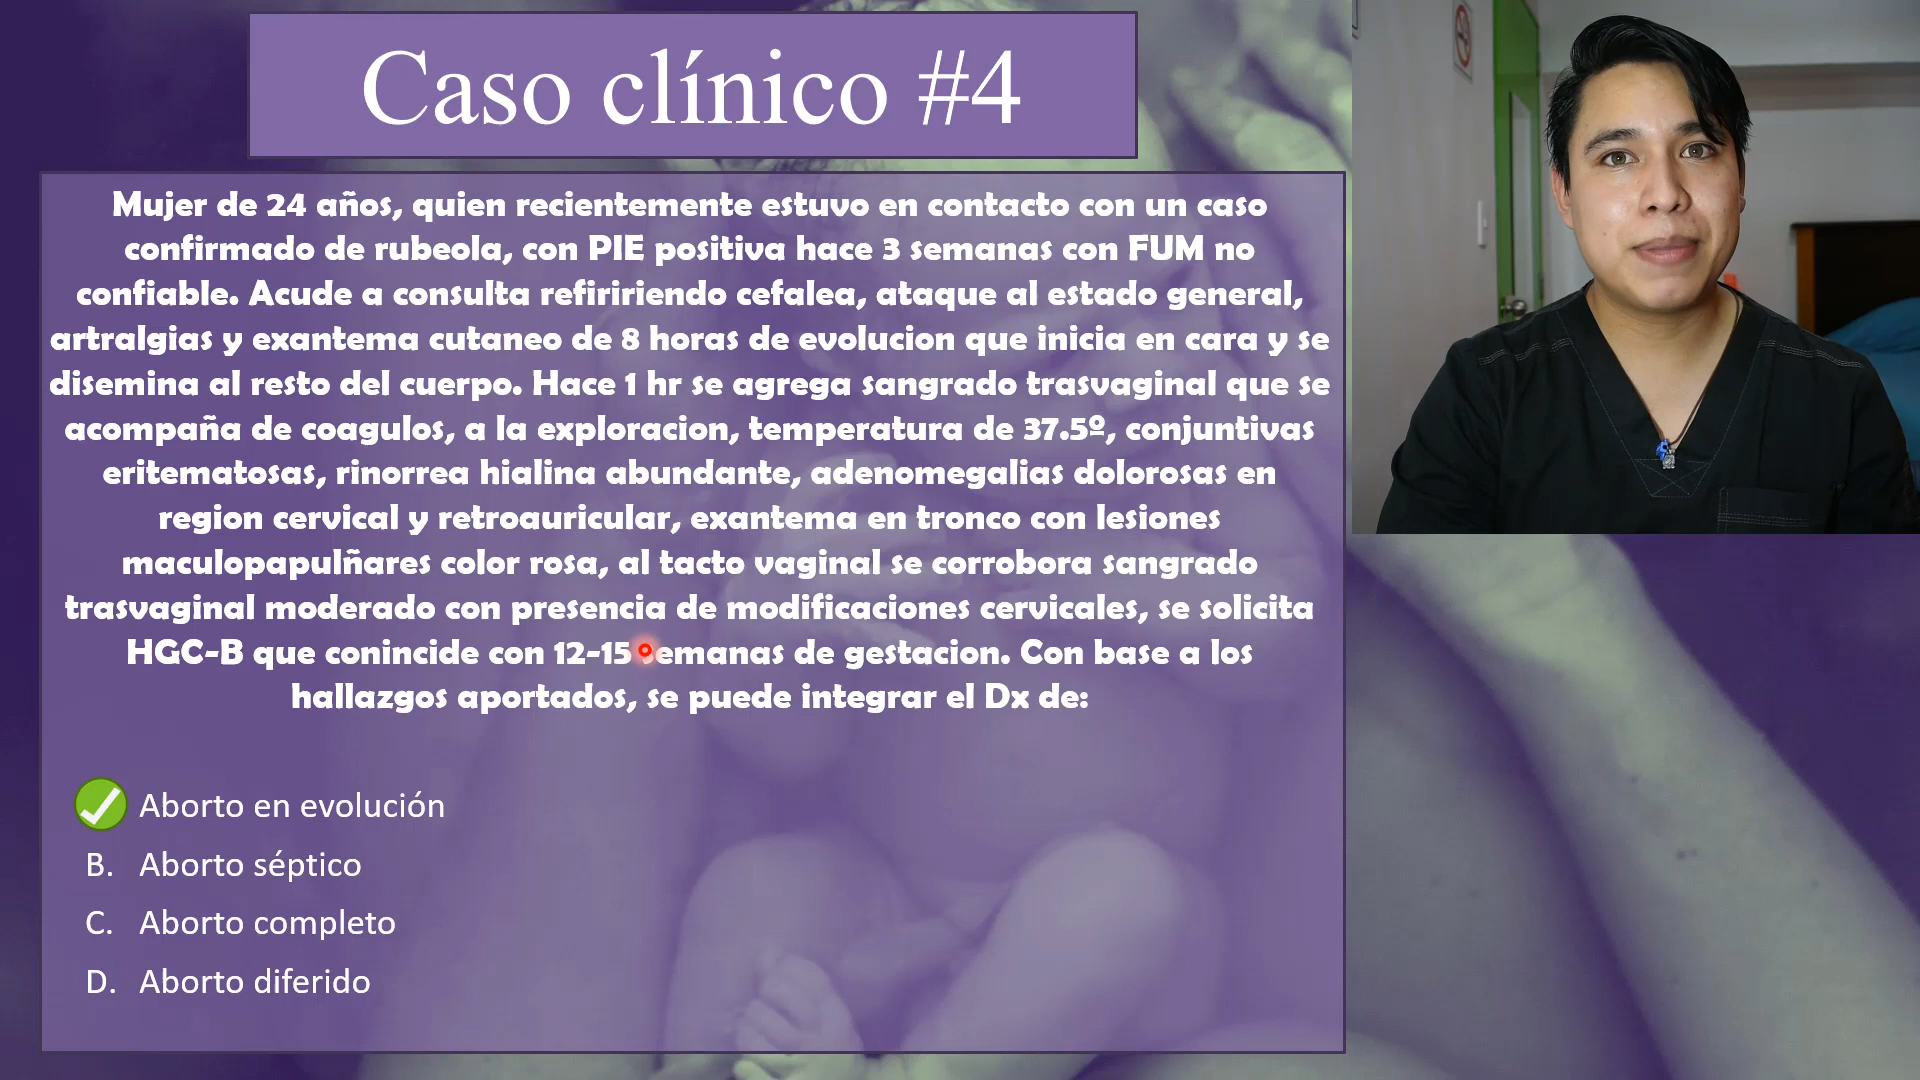 Caso clínico #4
Mujer de 24 años, quien recientemente estuvo en contacto con un caso
confirmado de rubeola, con PIE positiva hace 3 semanas con FUM no
confiable. Acude a consulta refiririendo cefalea, ataque al estado general,
artralgias y exantema cutaneo de 8 horas de evolucion que inicia en cara y se
disemina al resto del cuerpo. Hace 1 hr se agrega sangrado trasvaginal que se
acompaña de coagulos, a la exploracion, temperatura de 37.5º, conjuntivas
eritematosas, rinorrea hialina abundante, adenomegalias dolorosas en
region cervical y retroauricular, exantema en tronco con lesiones
maculopapulñares color rosa, al tacto vaginal se corrobora sangrado
trasvaginal moderado con presencia de modificaciones cervicales, se solicita
HGC-B que conincide con 12-15 semanas de gestacion. Con base a los
hallazgos aportados, se puede integrar el Dx de:
Aborto en evolución
B. Aborto séptico
C. Aborto completo
D. Aborto diferido